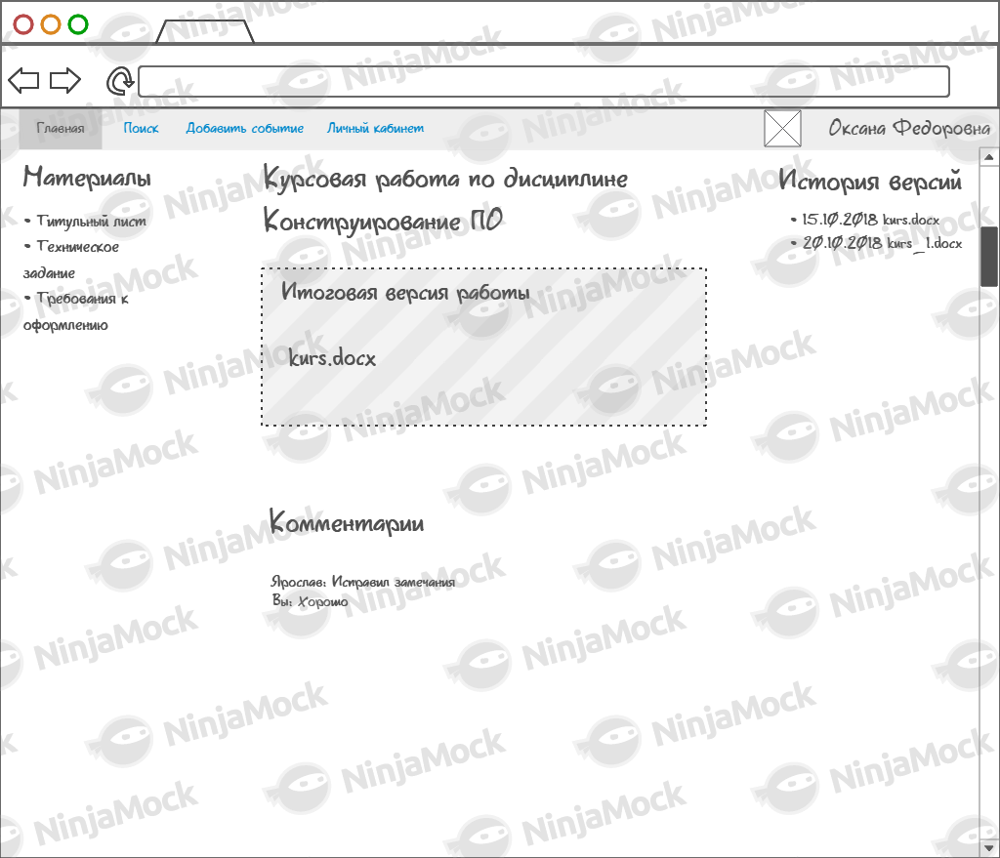 Главная Поиск Добавить событие Личный кабинет Оксана Федоровна
Материалы
• Титульный лист
• Техническое
задание
• Требования к
оформлению
Курсовая работа по дисциплине
Конструирование ПО
Итоговая версия работы
kurs.docx
Комментарии
Ярослав: Исправил замечания
Вы: Хорошо
История версий
• 15.10.2018 kurs.docx
• 20.10.2018 kurs_1.docx
NinjaMock